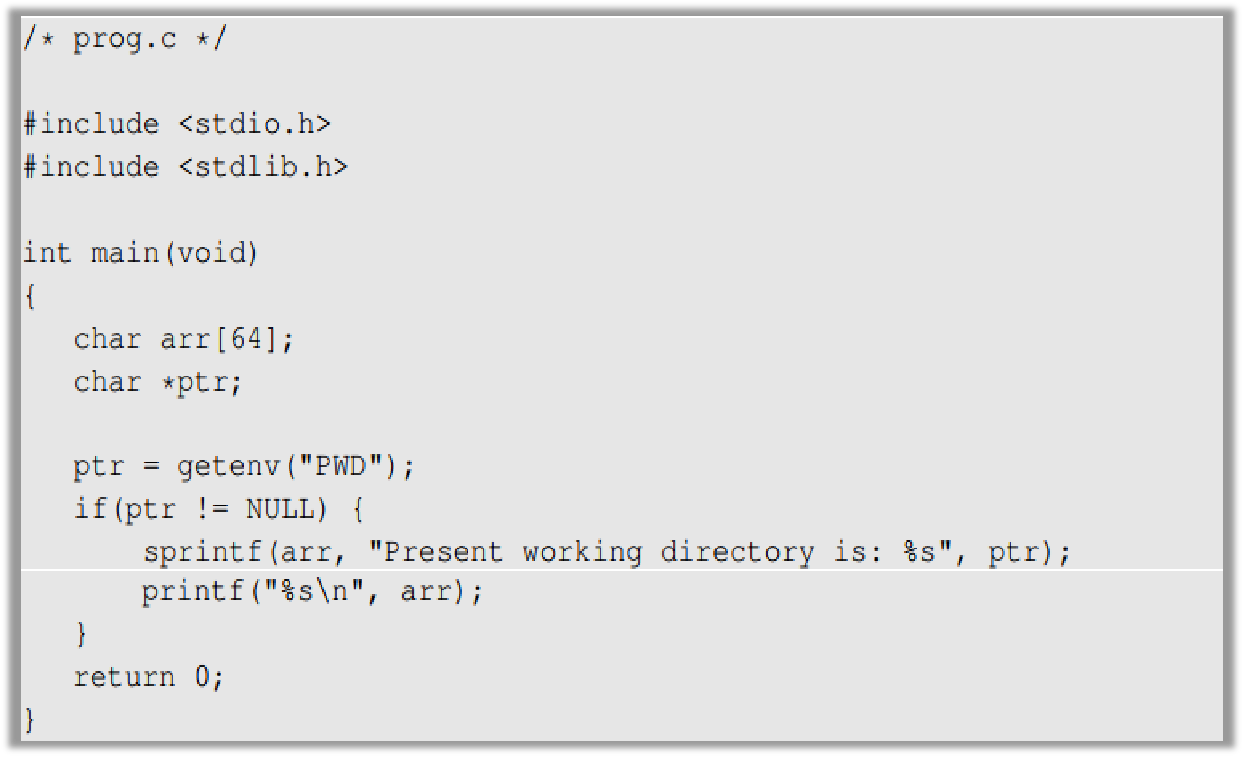 /* prog.c */
#include <stdio.h>
#include <stdlib.h>
int main(void)
{
char arr[64];
char *ptr;
ptr = getenv("PWD");
if(ptr != NULL) {
sprintf(arr, "Present working directory is: %s", ptr);
printf("%s\n", arr);
}
return 0;
}